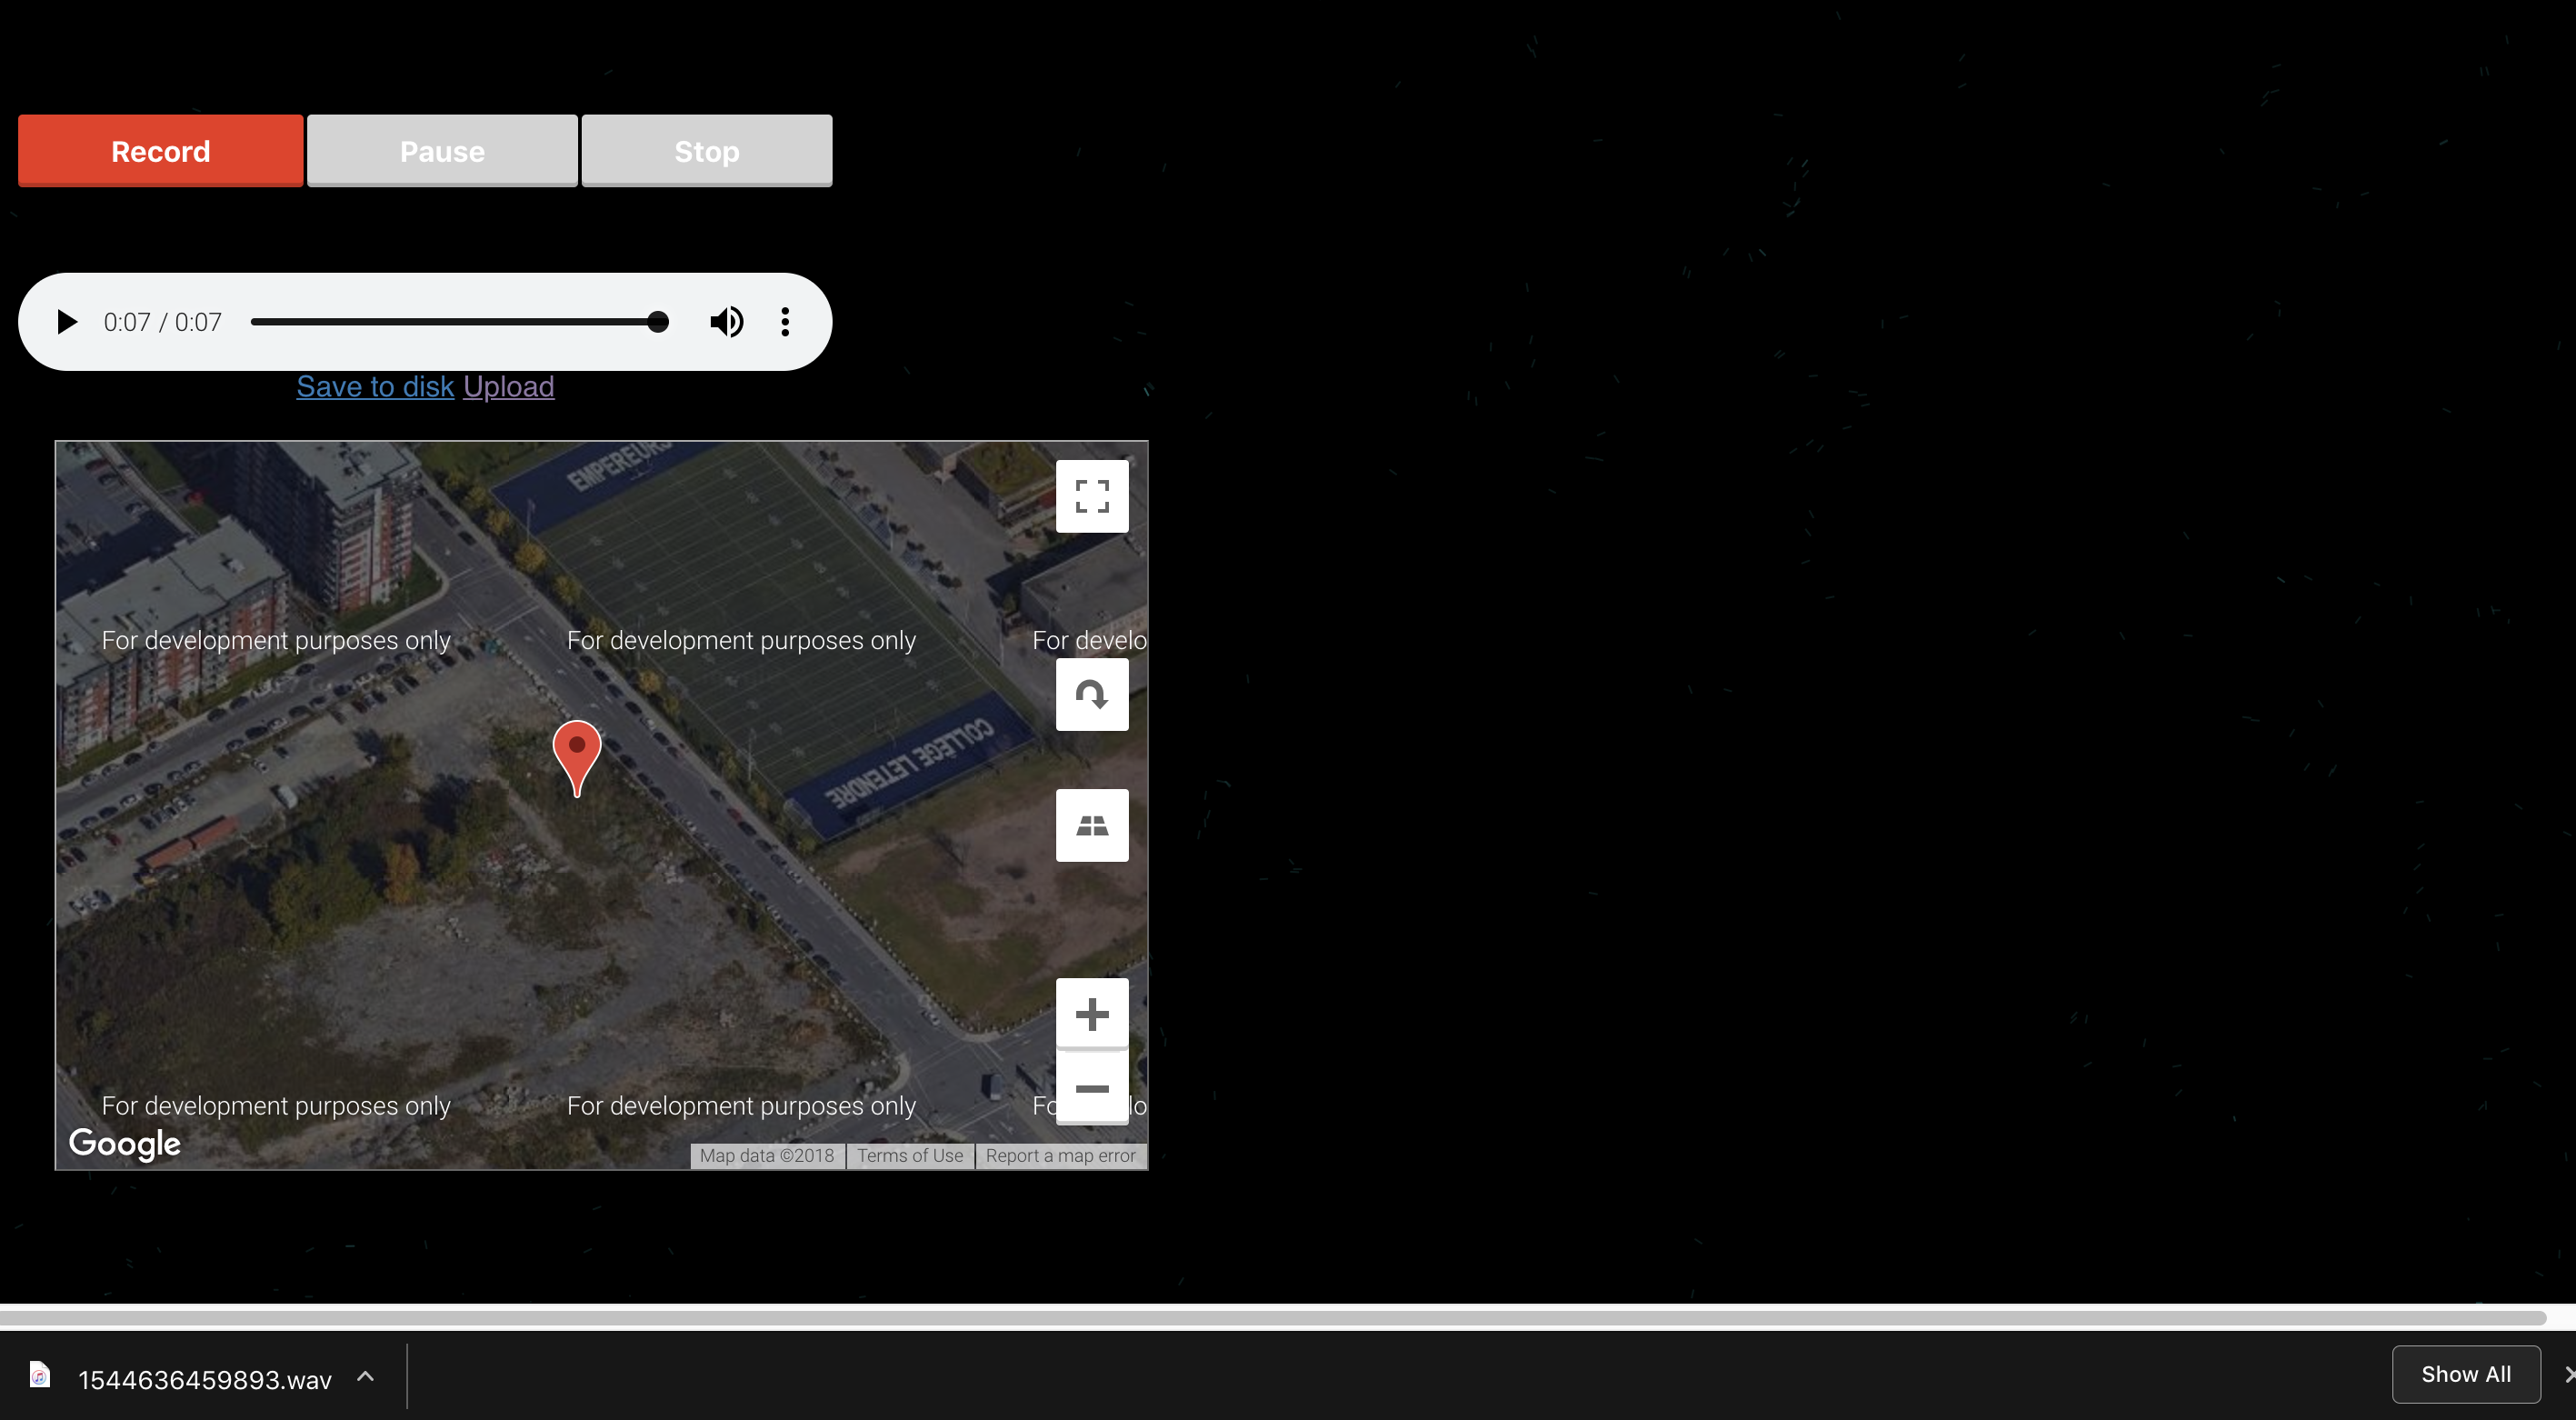 Record Pause Stop
0:07 / 0:07
Save to disk Upload
EMPEREURS
For development purposes only For development purposes only For develo
COLLÈGE LETENDRE
For development purposes only For development purposes only Fo lo
Google
Map data ©2018 Terms of Use Report a map error
1544636459893.wav Show All